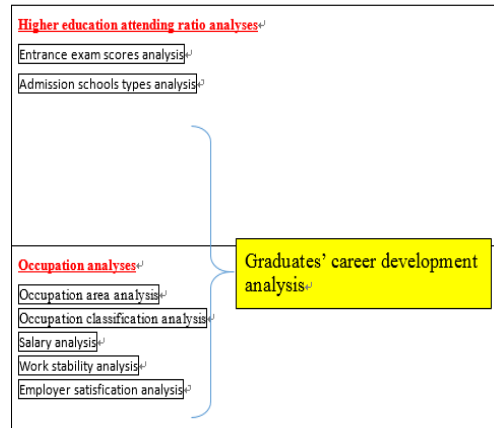 Higher education attending ratio analyses
Entrance exam scores analysis
Admission schools types analysis
Occupation analyses
Occupation area analysis
Occupation classification analysis
Salary analysis
Work stability analysis
Employer satisfication analysis
Graduates’ career development
analysis